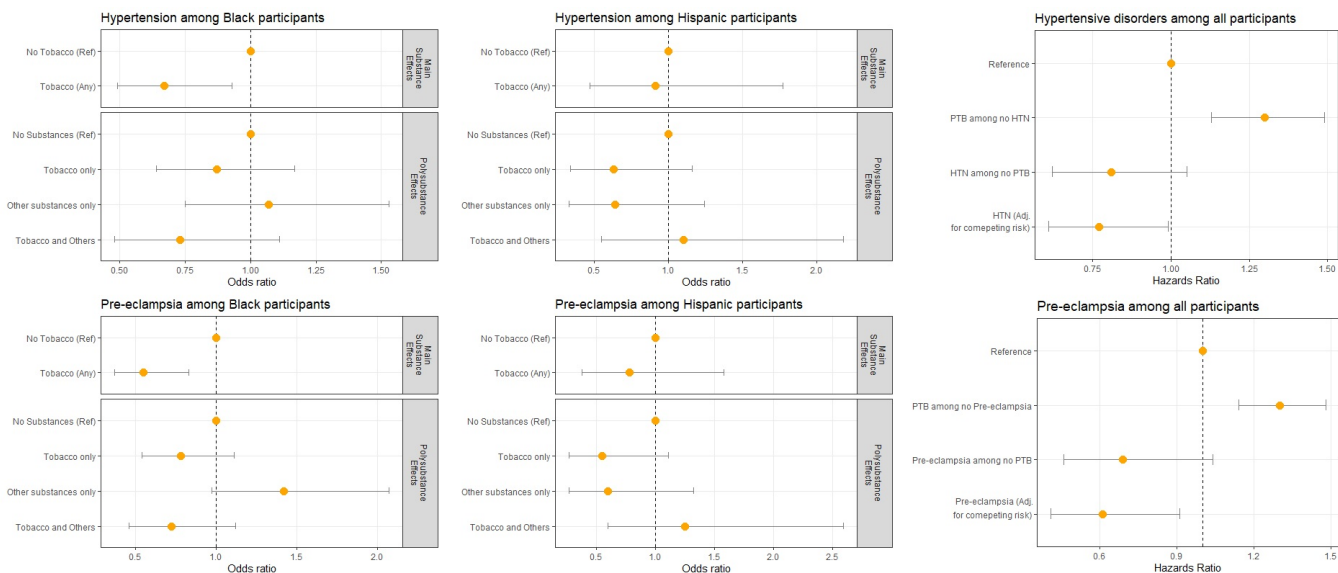 Hypertension among Black participants
No Tobacco (Ref)
Tobacco (Any)
Main
Substance
Effects
No Substances (Ref)
Tobacco only
Other substances only
Tobacco and Others
Polysubstance
Effects
0.50 0.75 1.00 1.25 1.50
Odds ratio
Hypertension among Hispanic participants
No Tobacco (Ref)
Tobacco (Any)
Main
Substance
Effects
No Substances (Ref)
Tobacco only
Other substances only
Tobacco and Others
Polysubstance
Effects
0.5 1.0 1.5 2.0
Odds ratio
Hypertensive disorders among all participants
Reference
PTB among no HTN
HTN among no PTB
HTN (Adj.
for comepeting risk)
0.75 1.00 1.25 1.50
Hazards Ratio
Pre-eclampsia among Black participants
No Tobacco (Ref)
Tobacco (Any)
Main
Substance
Effects
No Substances (Ref)
Tobacco only
Other substances only
Tobacco and Others
Polysubstance
Effects
0.5 1.0 1.5 2.0
Odds ratio
Pre-eclampsia among Hispanic participants
No Tobacco (Ref)
Tobacco (Any)
Main
Substance
Effects
No Substances (Ref)
Tobacco only
Other substances only
Tobacco and Others
Polysubstance
Effects
0.5 1.0 1.5 2.0 2.5
Odds ratio
Pre-eclampsia among all participants
Reference
PTB among no Pre-eclampsia
Pre-eclampsia among no PTB
Pre-eclampsia (Adj.
for comepeting risk)
0.6 0.9 1.2 1.5
Hazards Ratio